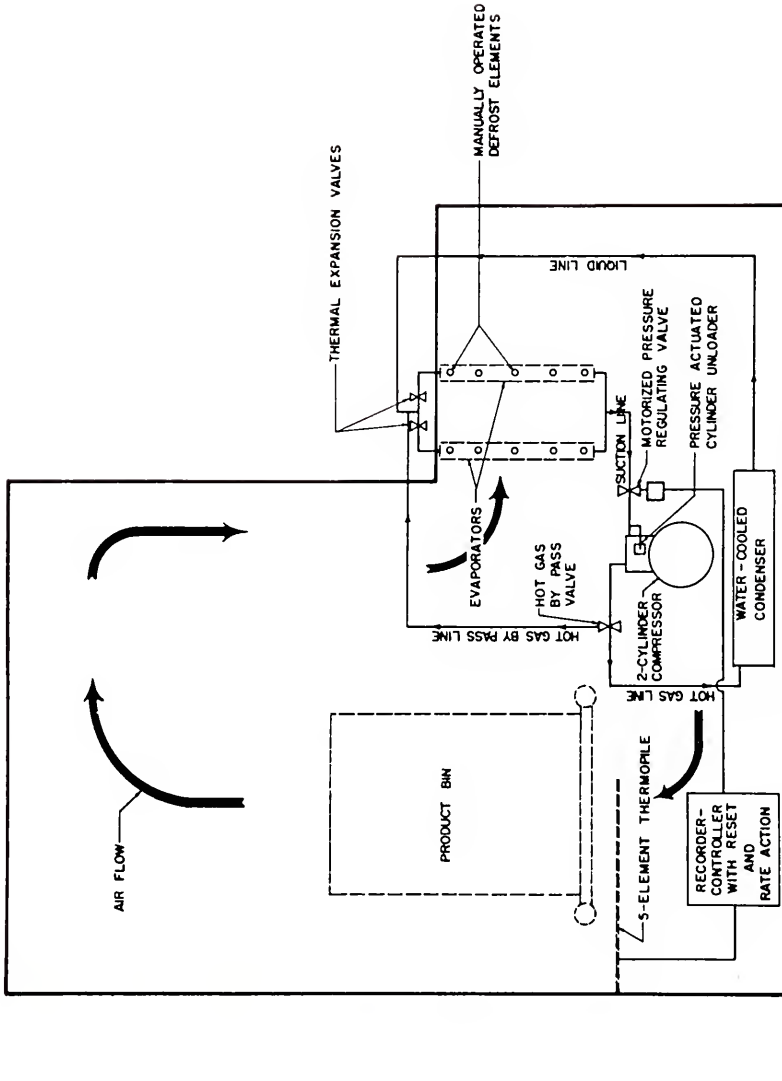 THERMAL EXPANSION VALVES
MANUALLY OPERATED
DEFROST ELEMENTS
AIR FLOW
LIQUID LINE
EVAPORATORS
HOT GAS
BY PASS
VALVE
SUCTION LINE
MOTORIZED PRESSURE
REGULATING VALVE
PRESSURE ACTUATED
CYLINDER UNLOADER
HOT GAS BY PASS LINE
2-CYLINDER
COMPRESSOR
HOT GAS LINE
WATER-COOLED
CONDENSER
PRODUCT BIN
5-ELEMENT THERMOPILE
RECORDER-
CONTROLLER
WITH RESET
AND
RATE ACTION